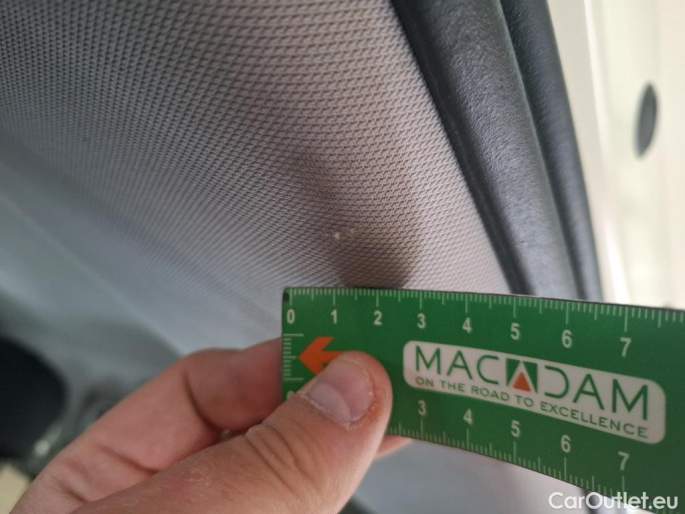 0 1 2 3 4 5 6 7
MACADAM
ON THE ROAD TO EXCELLENCE
3 4 5 6 7
CarOutlet.eu